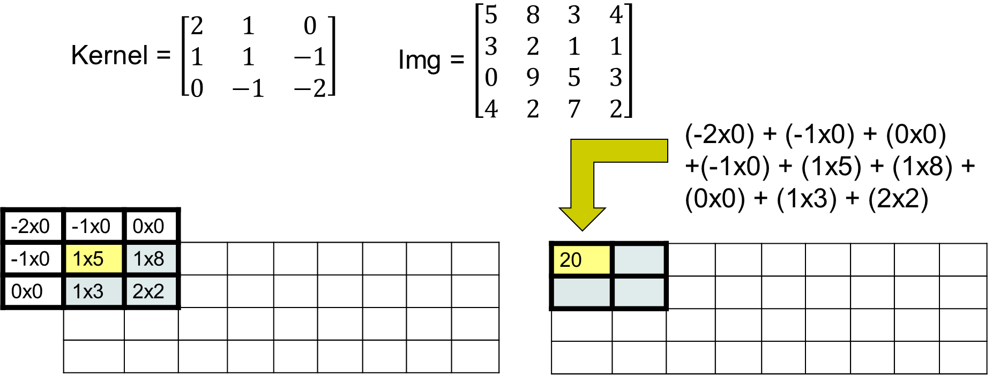 Kernel = [2 1 0
1 1 −1
0 −1 −2]
Img = [5 8 3 4
3 2 1 1
0 9 5 3
4 2 7 2]
(-2x0) + (-1x0) + (0x0)
+(-1x0) + (1x5) + (1x8) +
(0x0) + (1x3) + (2x2)
-2x0 -1x0 0x0
-1x0 1x5 1x8
0x0 1x3 2x2
20